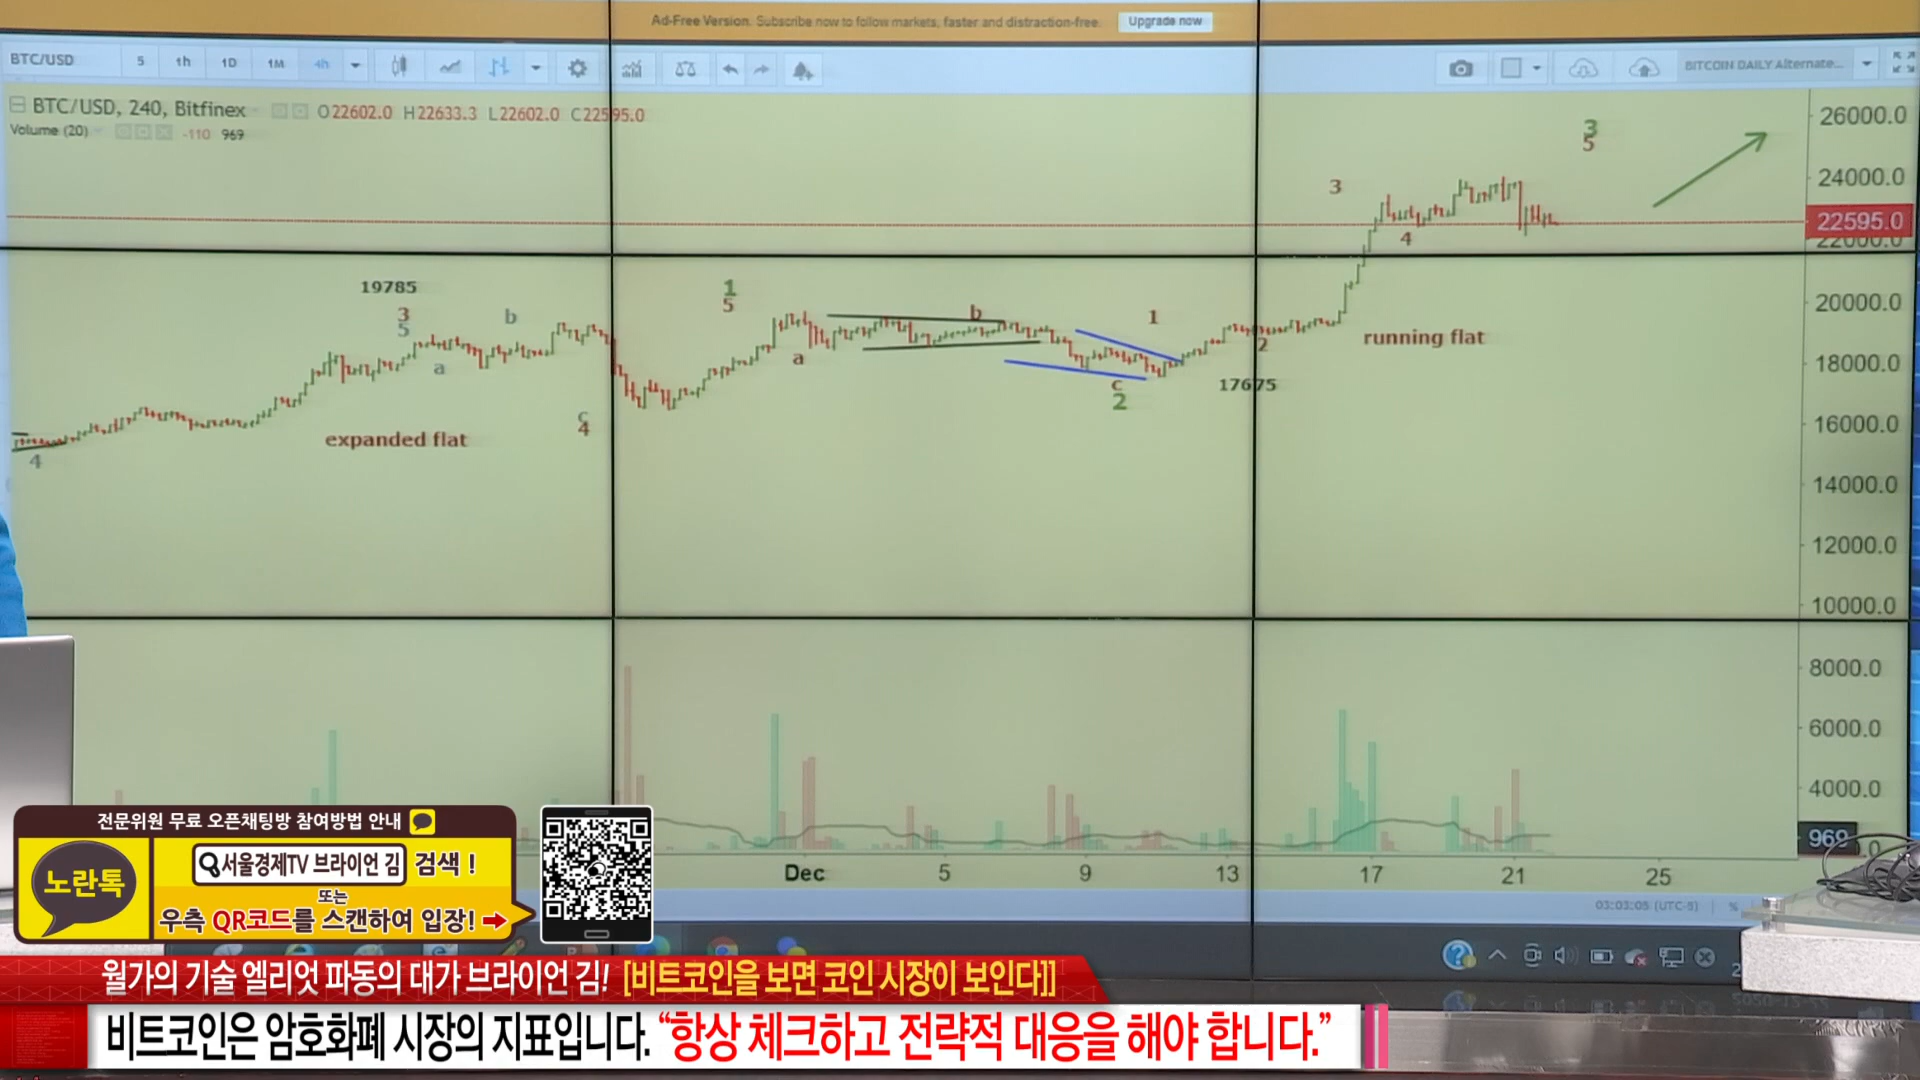 Ad-Free Version. Subscribe now to follow markets, faster and distraction-free.
Upgrade now
BTC/USD 5 1h 1D 1M 4h
BITCOIN DAILY Alternate...
BTC/USD, 240, Bitfinex O22602.0 H22633.3 L22602.0 C22595.0
Volume (20) -110 969
26000.0
24000.0
22595.0
22000.0
20000.0
18000.0
16000.0
14000.0
12000.0
10000.0
8000.0
6000.0
4000.0
969
3
5
3
4
19785
3
5
b
a
1
5
b
a
1
2
running flat
17675
c
2
c
4
expanded flat
4
Dec 5 9 13 17 21 25
03:03:05 (UTC-5) %
전문위원 무료 오픈채팅방 참여방법 안내
노란톡
서울경제TV 브라이언 김 검색 !
또는
우측 QR코드를 스캔하여 입장!
월가의 기술 엘리엇 파동의 대가 브라이언 김! [비트코인을 보면 코인 시장이 보인다]]
비트코인은 암호화폐 시장의 지표입니다. “항상 체크하고 전략적 대응을 해야 합니다.”